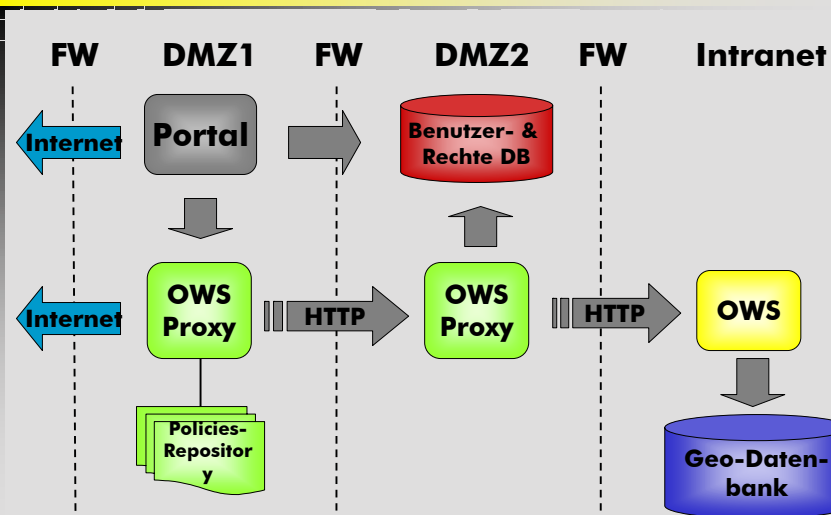 FW DMZ1 FW DMZ2 FW Intranet
Internet
Portal
Benutzer- &
Rechte DB
Internet
OWS
Proxy
HTTP
OWS
Proxy
HTTP
OWS
Policies-
Repositor
y
Geo-Daten-
bank